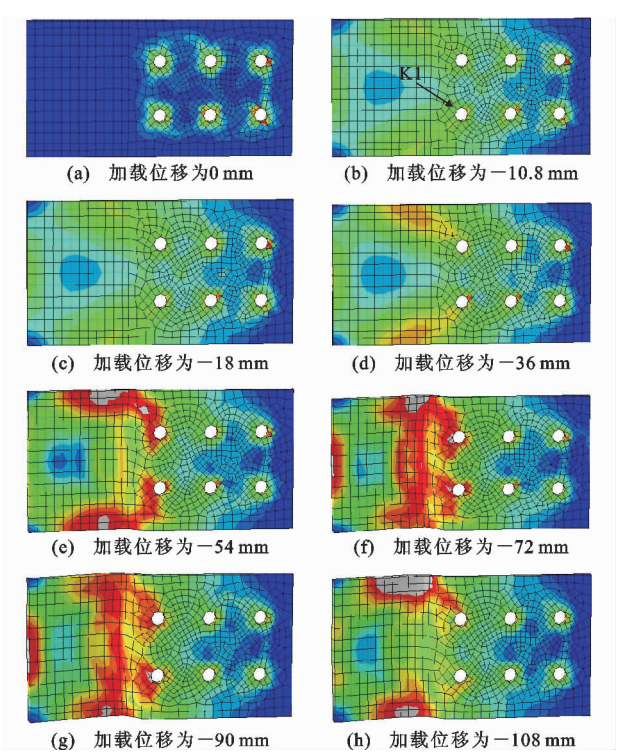 K1
(a) 加载位移为0 mm
(b) 加载位移为－10.8 mm
(c) 加载位移为－18 mm
(d) 加载位移为－36 mm
(e) 加载位移为－54 mm
(f) 加载位移为－72 mm
(g) 加载位移为－90 mm
(h) 加载位移为－108 mm